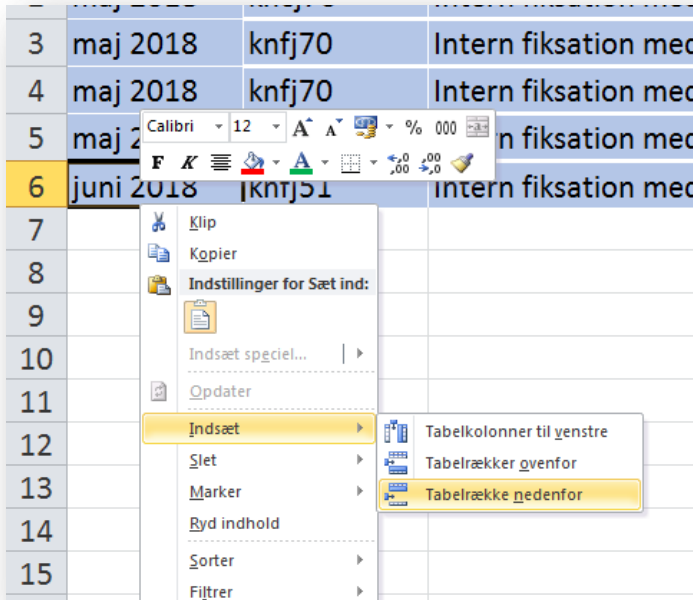 3 maj 2018 knfj70 Intern fiksation med
4 maj 2018 knfj70 Intern fiksation med
Calibri 12 A A % 000
5 maj 2 n fiksation med
F K A ,00 ,00
6 juni 2018 knfj51 Intern fiksation med
7
Klip
8
Kopier
Indstillinger for Sæt ind:
9
10 Indsæt speciel...
11 Opdater
Indsæt Tabelkolonner til venstre
12
Slet Tabelrækker ovenfor
13 Marker Tabelrække nedenfor
14 Ryd indhold
15 Sorter
Filtrer